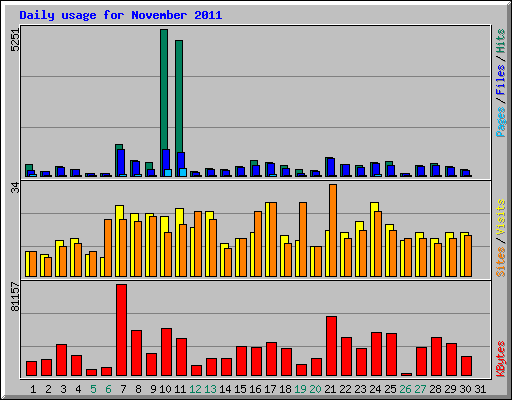 Daily usage for November 2011
5251
Pages / Files / Hits
34
Sites / Visits
81157
KBytes
1 2 3 4 5 6 7 8 9 10 11 12 13 14 15 16 17 18 19 20 21 22 23 24 25 26 27 28 29 30 31